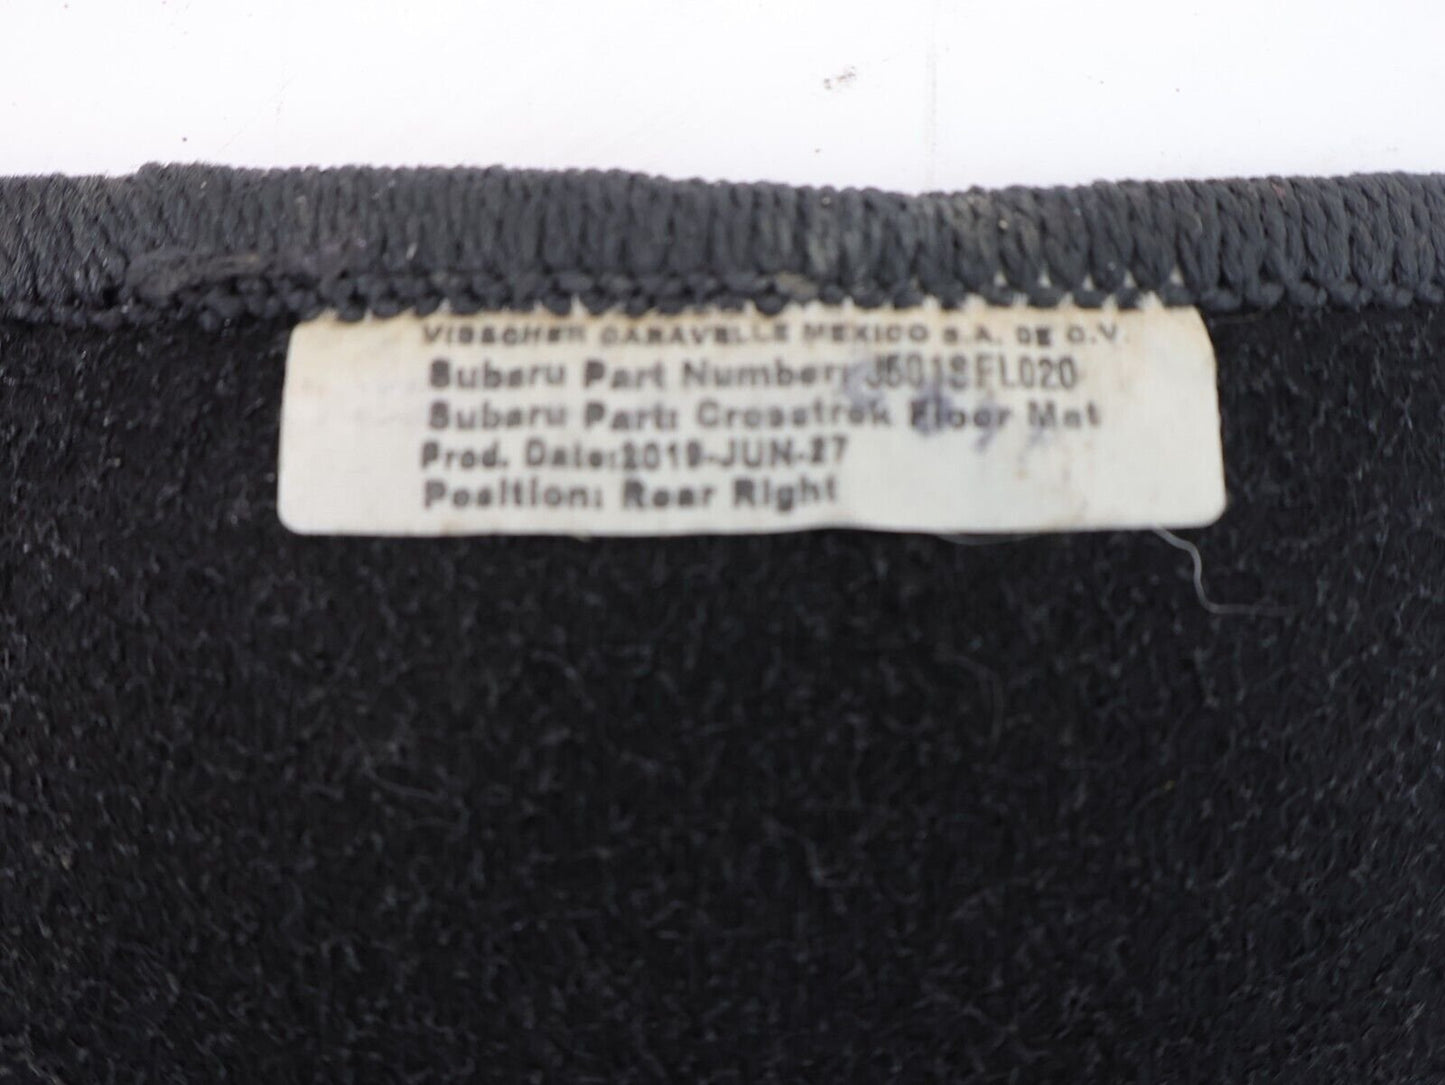 VISSCHER CARAVELLE MEXICO S.A. DE C.V.
Subaru Part Number: J501SFL020
Subaru Part: Crosstrek Floor Mat
Prod. Date:2019-JUN-27
Position: Rear Right